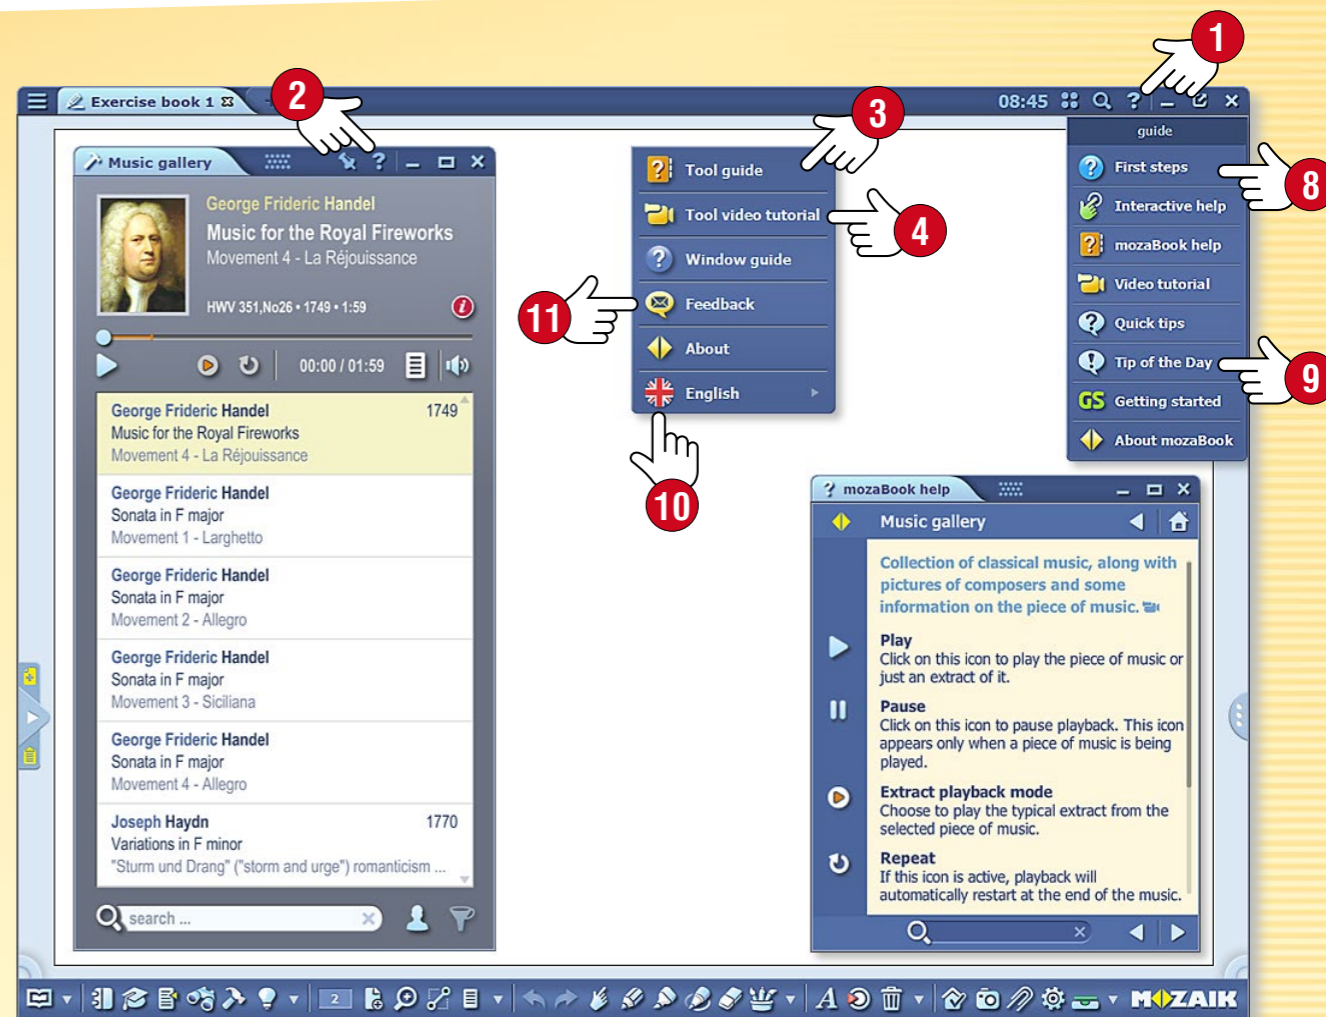 1
2
Exercise book 1
08:45
3
guide
Music gallery
Tool guide
First steps
8
George Frideric Handel
Music for the Royal Fireworks
Movement 4 - La Réjouissance
HWV 351,No26 • 1749 • 1:59
Tool video tutorial
4
Interactive help
Window guide
mozaBook help
11
Feedback
Video tutorial
About
Quick tips
00:00 / 01:59
English
Tip of the Day
9
GS Getting started
About mozaBook
10
George Frideric Handel 1749
Music for the Royal Fireworks
Movement 4 - La Réjouissance
George Frideric Handel
Sonata in F major
Movement 1 - Larghetto
George Frideric Handel
Sonata in F major
Movement 2 - Allegro
George Frideric Handel
Sonata in F major
Movement 3 - Siciliana
George Frideric Handel
Sonata in F major
Movement 4 - Allegro
Joseph Haydn 1770
Variations in F minor
"Sturm und Drang" ("storm and urge") romanticism ...
search ...
? mozaBook help
Music gallery
Collection of classical music, along with
pictures of composers and some
information on the piece of music.
Play
Click on this icon to play the piece of music or
just an extract of it.
Pause
Click on this icon to pause playback. This icon
appears only when a piece of music is being
played.
Extract playback mode
Choose to play the typical extract from the
selected piece of music.
Repeat
If this icon is active, playback will
automatically restart at the end of the music.
2
A
MOZAIK